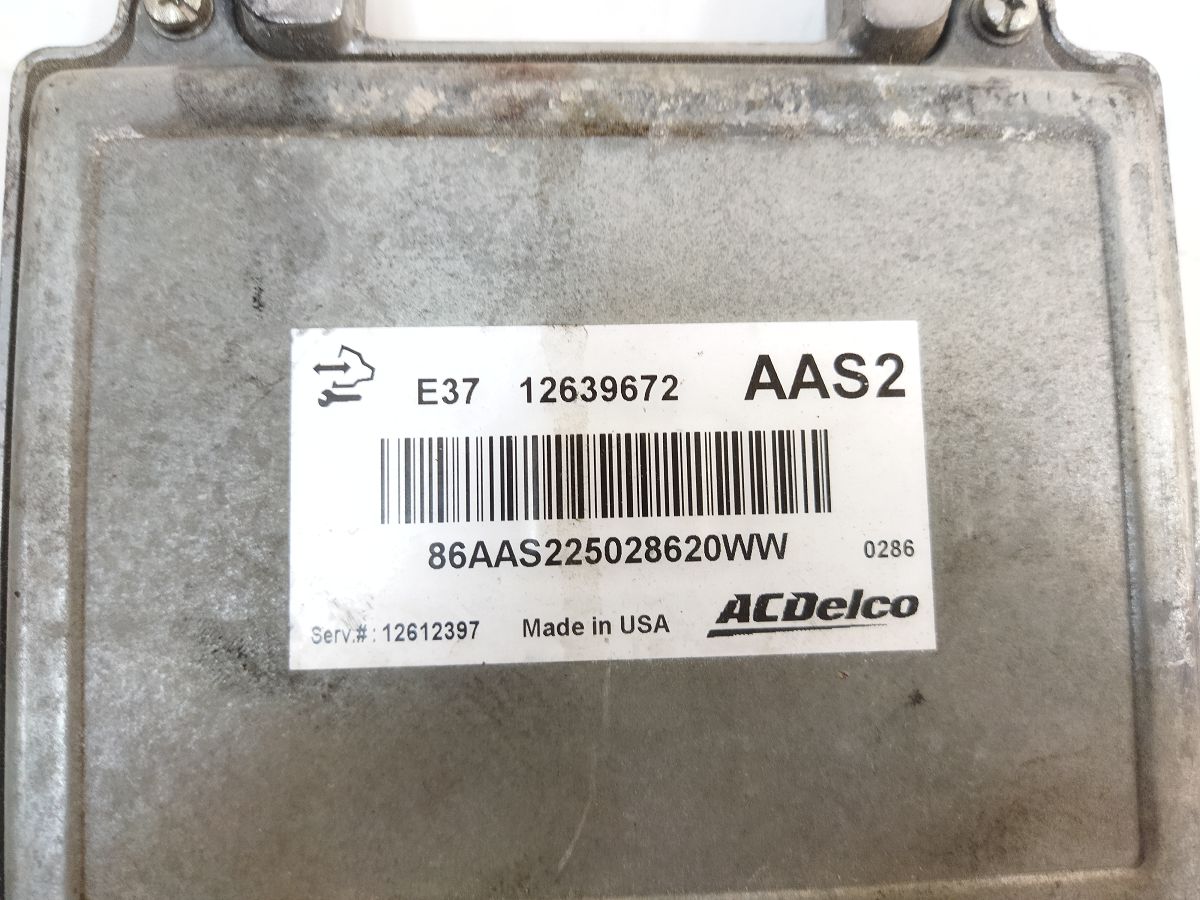 E37 12639672 AAS2
86AAS225028620WW 0286
Serv.#: 12612397 Made in USA ACDelco